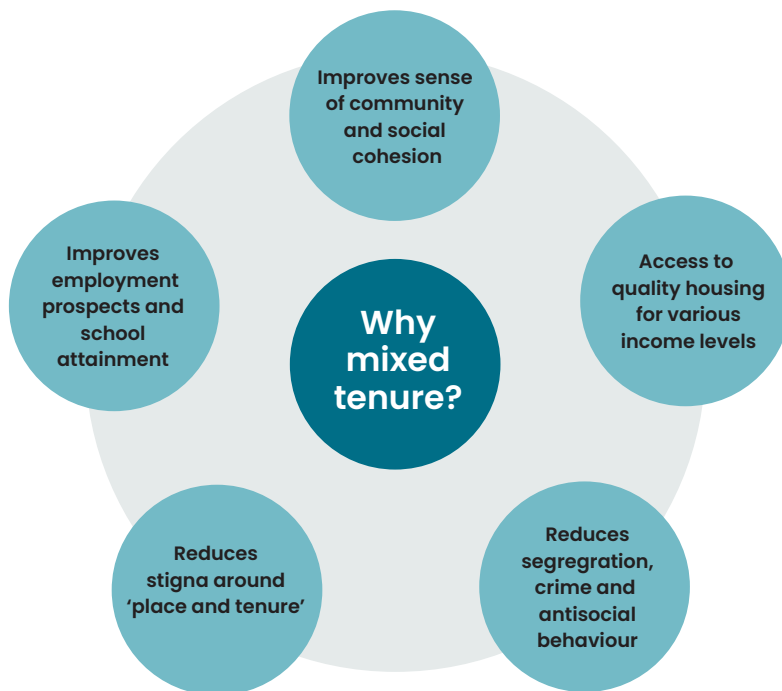 Improves sense
of community
and social
cohesion
Access to
quality housing
for various
income levels
Reduces
segregration,
crime and
antisocial
behaviour
Reduces
stigna around
‘place and tenure’
Improves
employment
prospects and
school
attainment
Why
mixed
tenure?